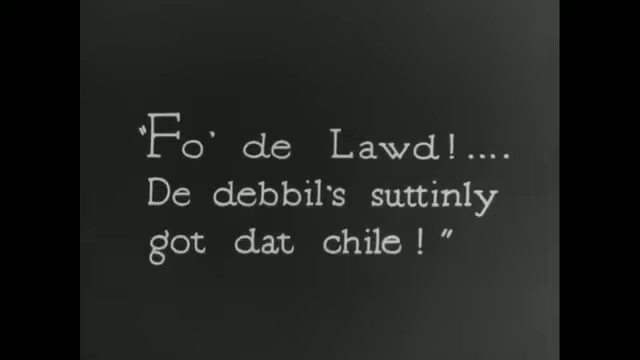 "Fo' de Lawd!....
De debbil's suttinly
got dat chile!"